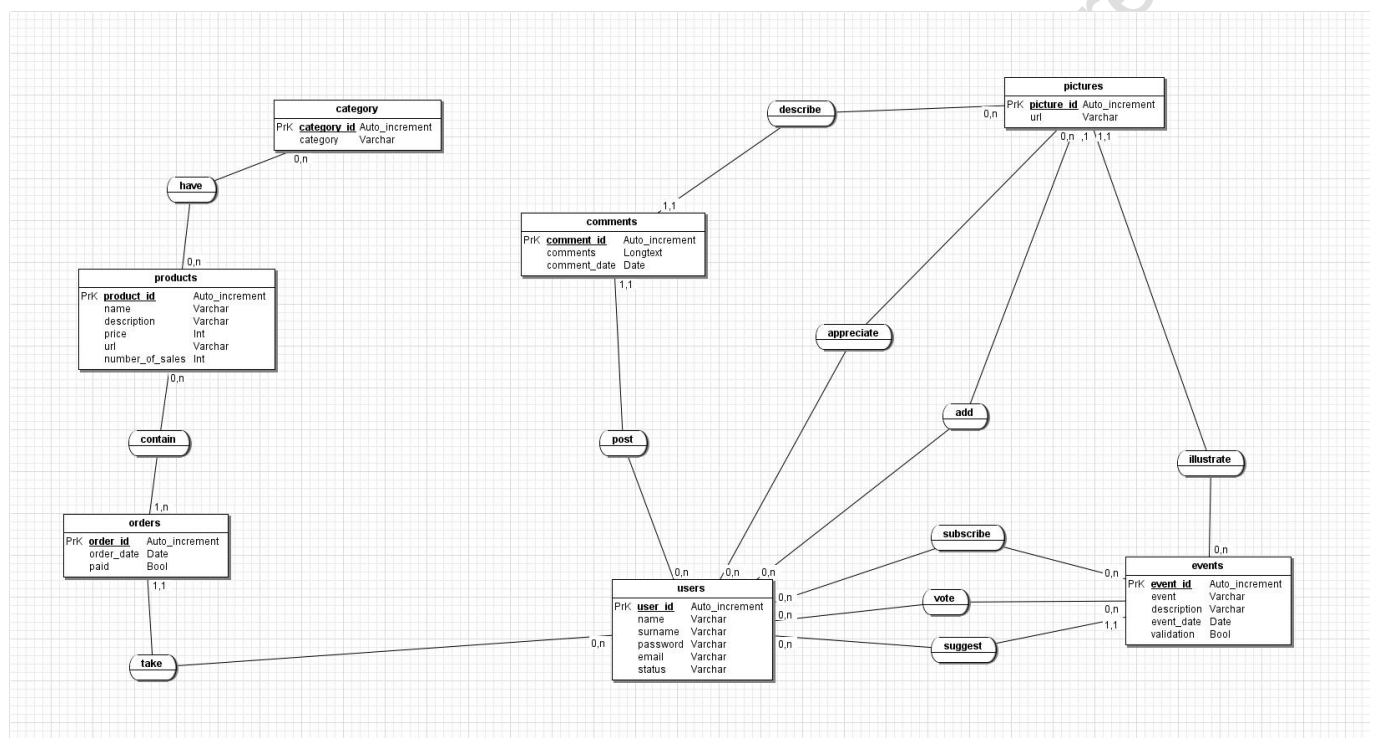 pictures
PrK picture_id Auto_increment
url Varchar
0,n ,1 1,1
category
PrK category_id Auto_increment
category Varchar
0,n
describe
0,n
have
1,1
comments
PrK comment_id Auto_increment
comments Longtext
comment_date Date
1,1
0,n
products
PrK product_id Auto_increment
name Varchar
description Varchar
price Int
url Varchar
number_of_sales Int
0,n
appreciate
add
contain
post
illustrate
1,n
orders
PrK order_id Auto_increment
order_date Date
paid Bool
1,1
subscribe
0,n
0,n 0,n 0,n
users
PrK user_id Auto_increment
name Varchar
surname Varchar
password Varchar
email Varchar
status Varchar
0,n
0,n
0,n
0,n
vote
suggest
0,n
0,n
1,1
events
PrK event_id Auto_increment
event Varchar
description Varchar
event_date Date
validation Bool
take